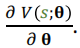 ∂ V(s;θ)
∂ θ .